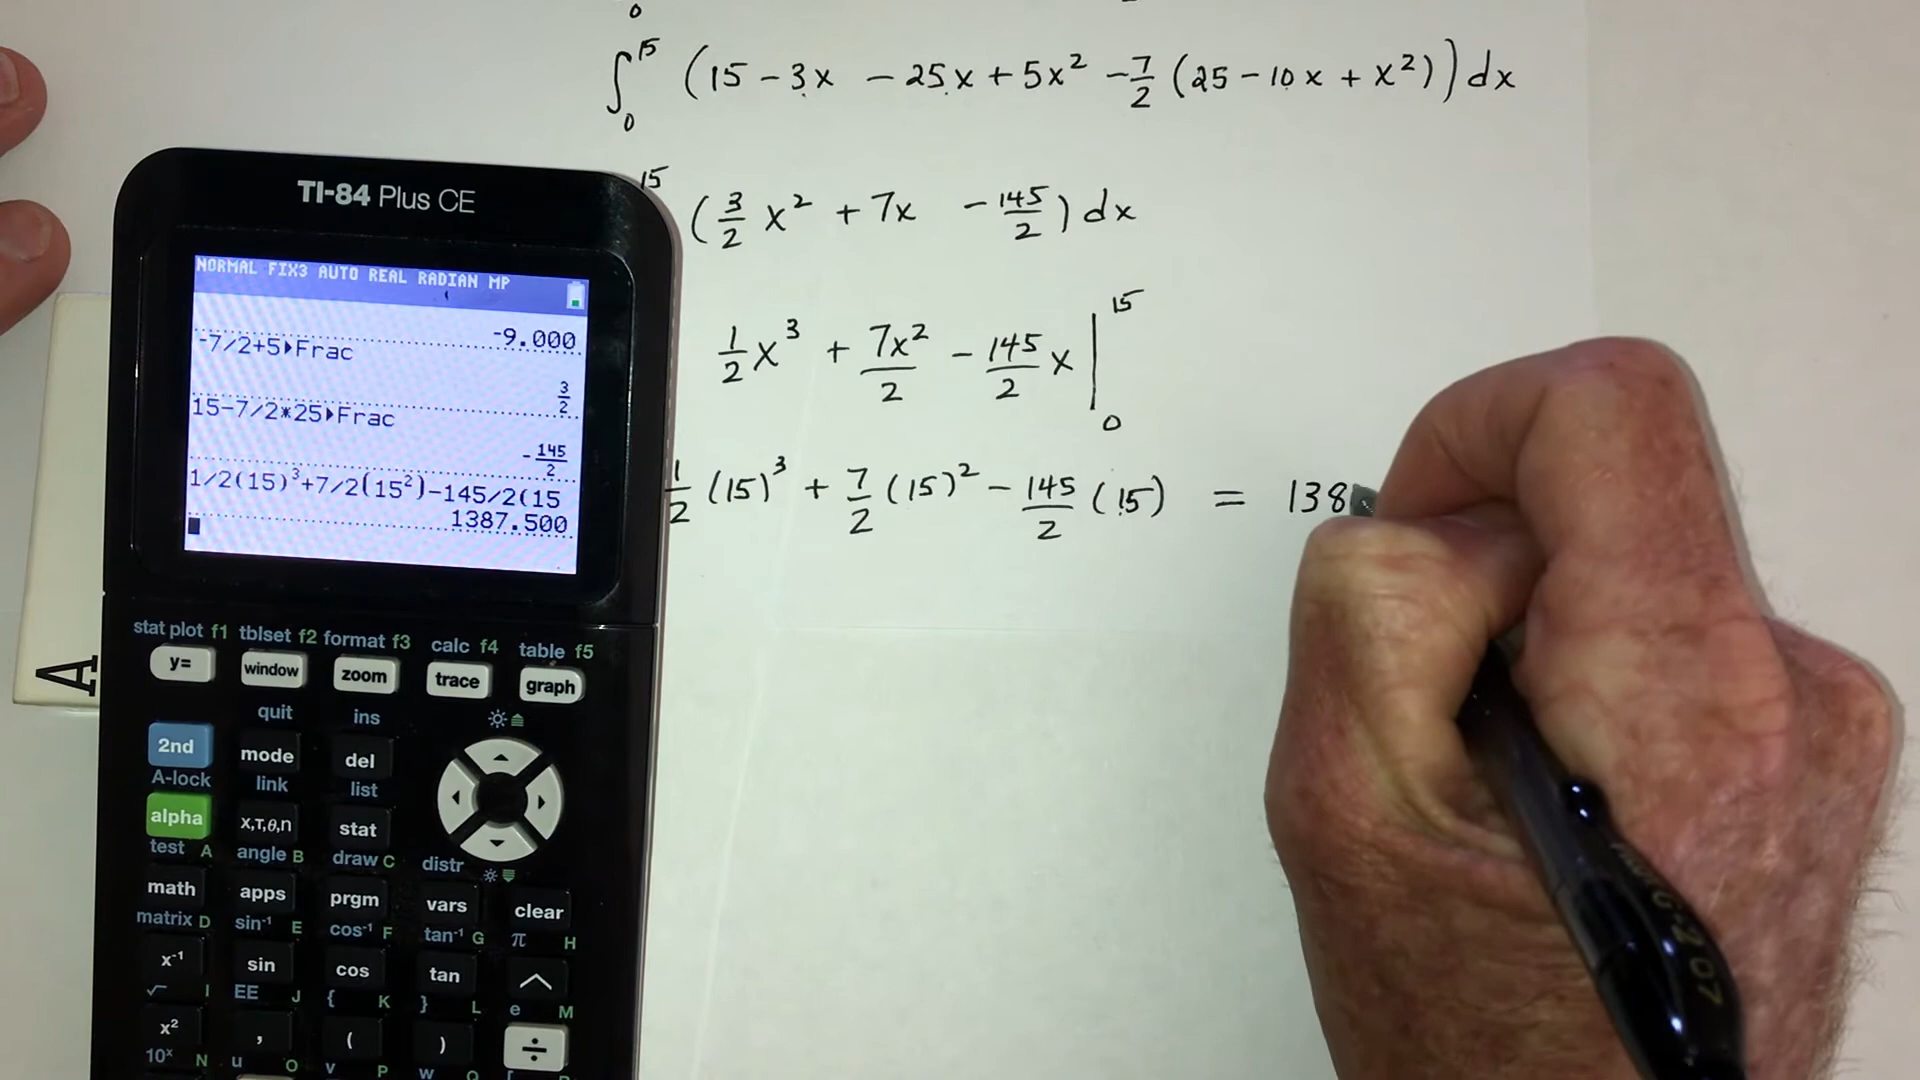 0
∫₀¹⁵ (15 - 3x - 25x + 5x² - 7/2 (25 - 10x + x²)) dx
15 (3/2 x² + 7x - 145/2) dx
1/2 x³ + 7x²/2 - 145/2 x |₀¹⁵
1/2 (15)³ + 7/2 (15)² - 145/2 (15) = 138
TI-84 Plus CE
NORMAL FIX3 AUTO REAL RADIAN MP
-9.000
-7/2+5▶Frac
3/2
15-7/2*25▶Frac
-145/2
1/2(15)³+7/2(15²)-145/2(15
1387.500
stat plot f1 tblset f2 format f3 calc f4 table f5
y= window zoom trace graph
quit ins
2nd mode del
A-lock link list
alpha X,T,θ,n stat
test A angle B draw C distr
math apps prgm vars clear
matrix D sin⁻¹ E cos⁻¹ F tan⁻¹ G π H
x⁻¹ sin cos tan ^
√ I EE J { K } L e M
x² , ( ) ÷
10ˣ N u O v P w Q
A
G2 0.7